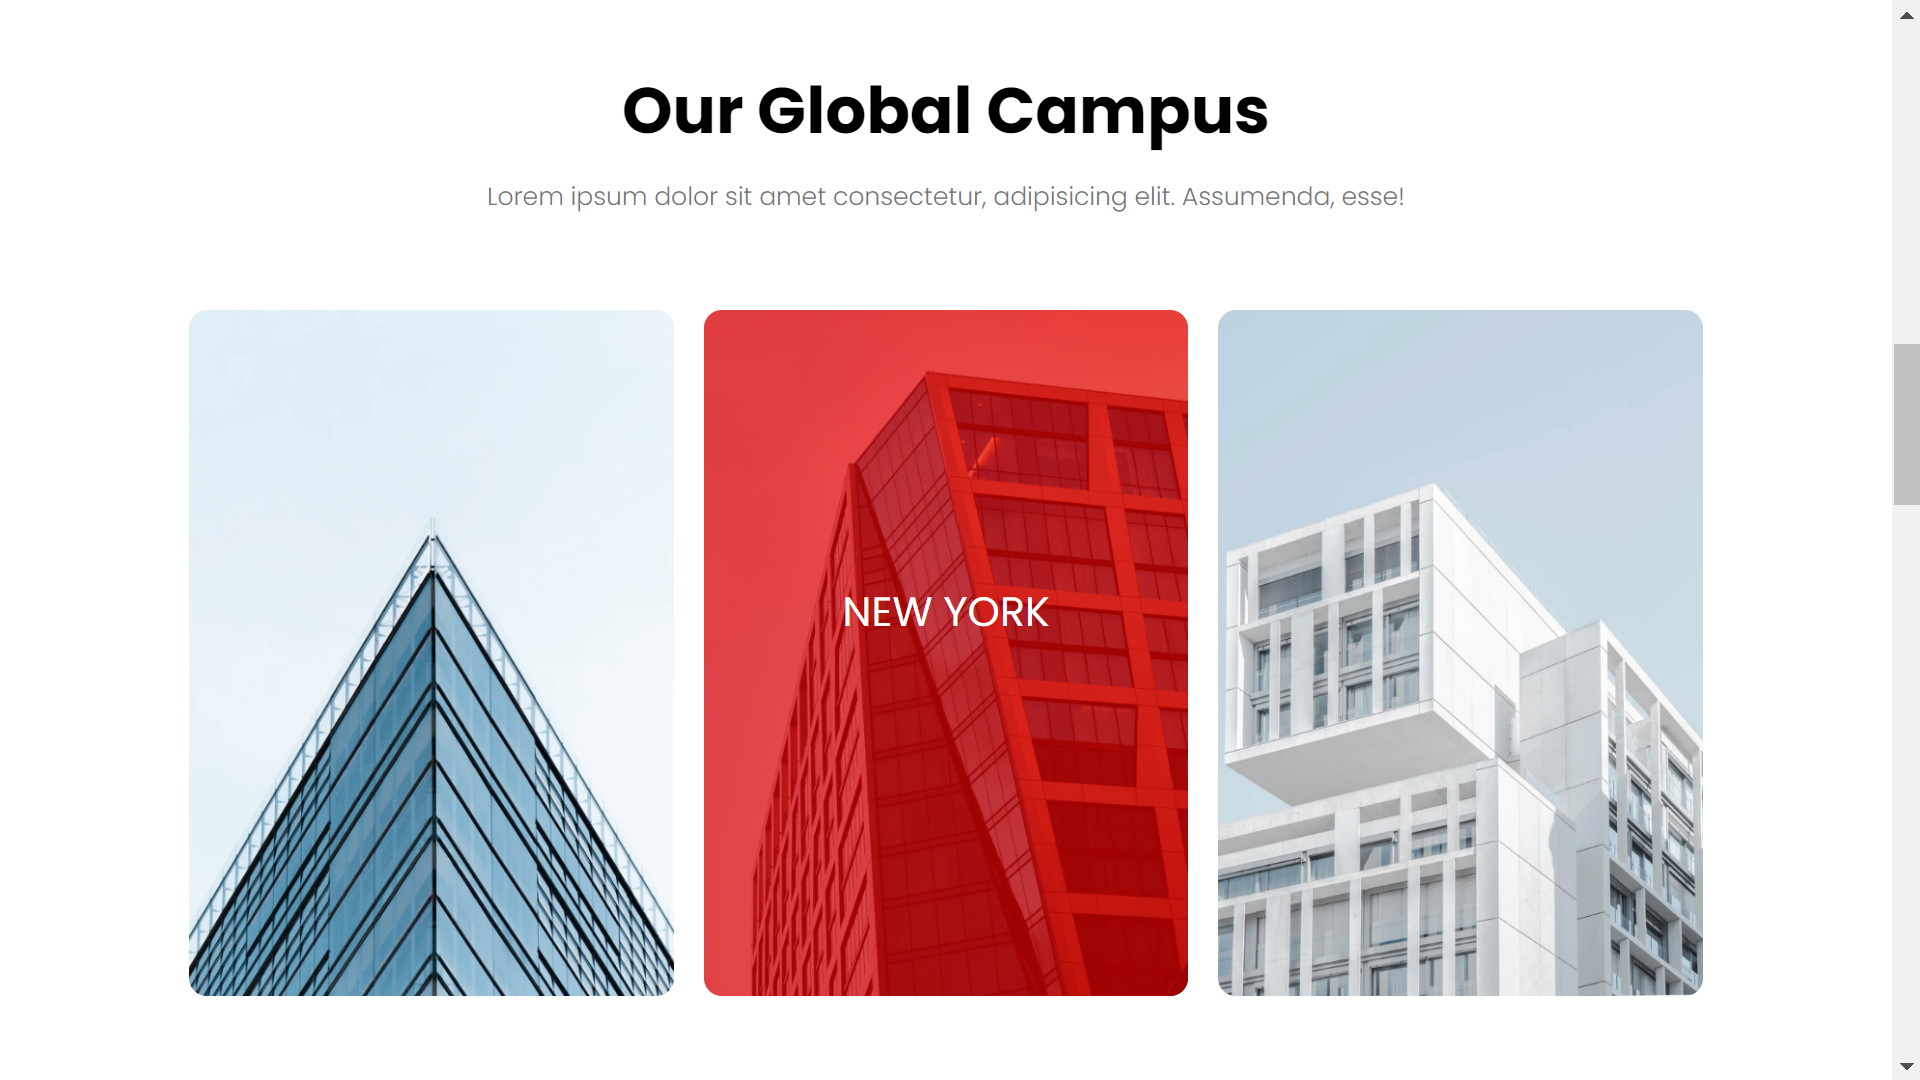 Our Global Campus
Lorem ipsum dolor sit amet consectetur, adipisicing elit. Assumenda, esse!
NEW YORK